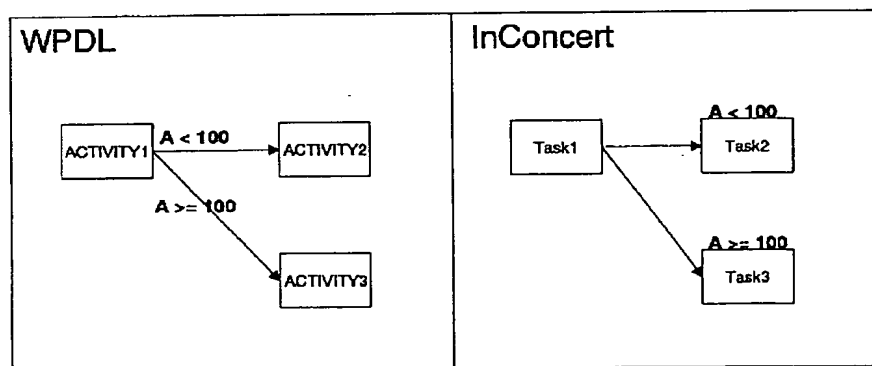 WPDL
ACTIVITY1
A < 100
ACTIVITY2
A >= 100
ACTIVITY3
InConcert
Task1
A < 100
Task2
A >= 100
Task3